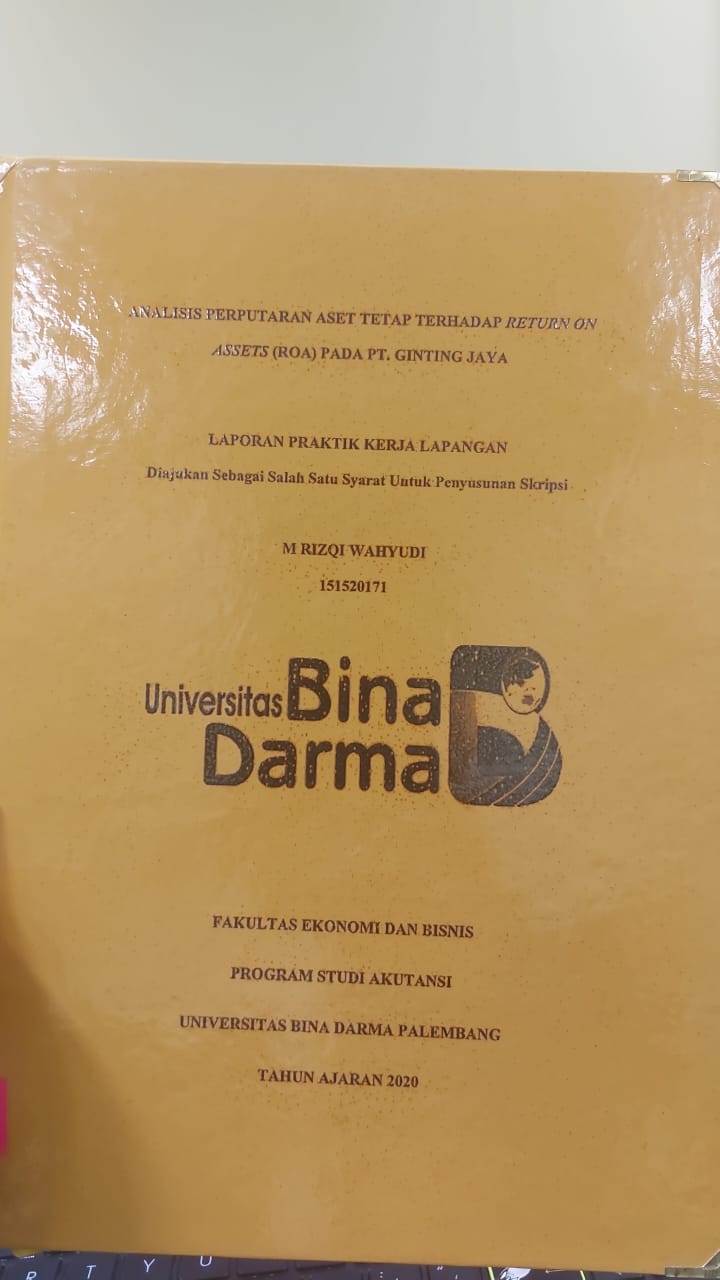 ANALISIS PERPUTARAN ASET TETAP TERHADAP RETURN ON
ASSETS (ROA) PADA PT. GINTING JAYA
LAPORAN PRAKTIK KERJA LAPANGAN
Diajukan Sebagai Salah Satu Syarat Untuk Penyusunan Skripsi
M RIZQI WAHYUDI
151520171
Universitas Bina
Darma
FAKULTAS EKONOMI DAN BISNIS
PROGRAM STUDI AKUTANSI
UNIVERSITAS BINA DARMA PALEMBANG
TAHUN AJARAN 2020
R T Y U